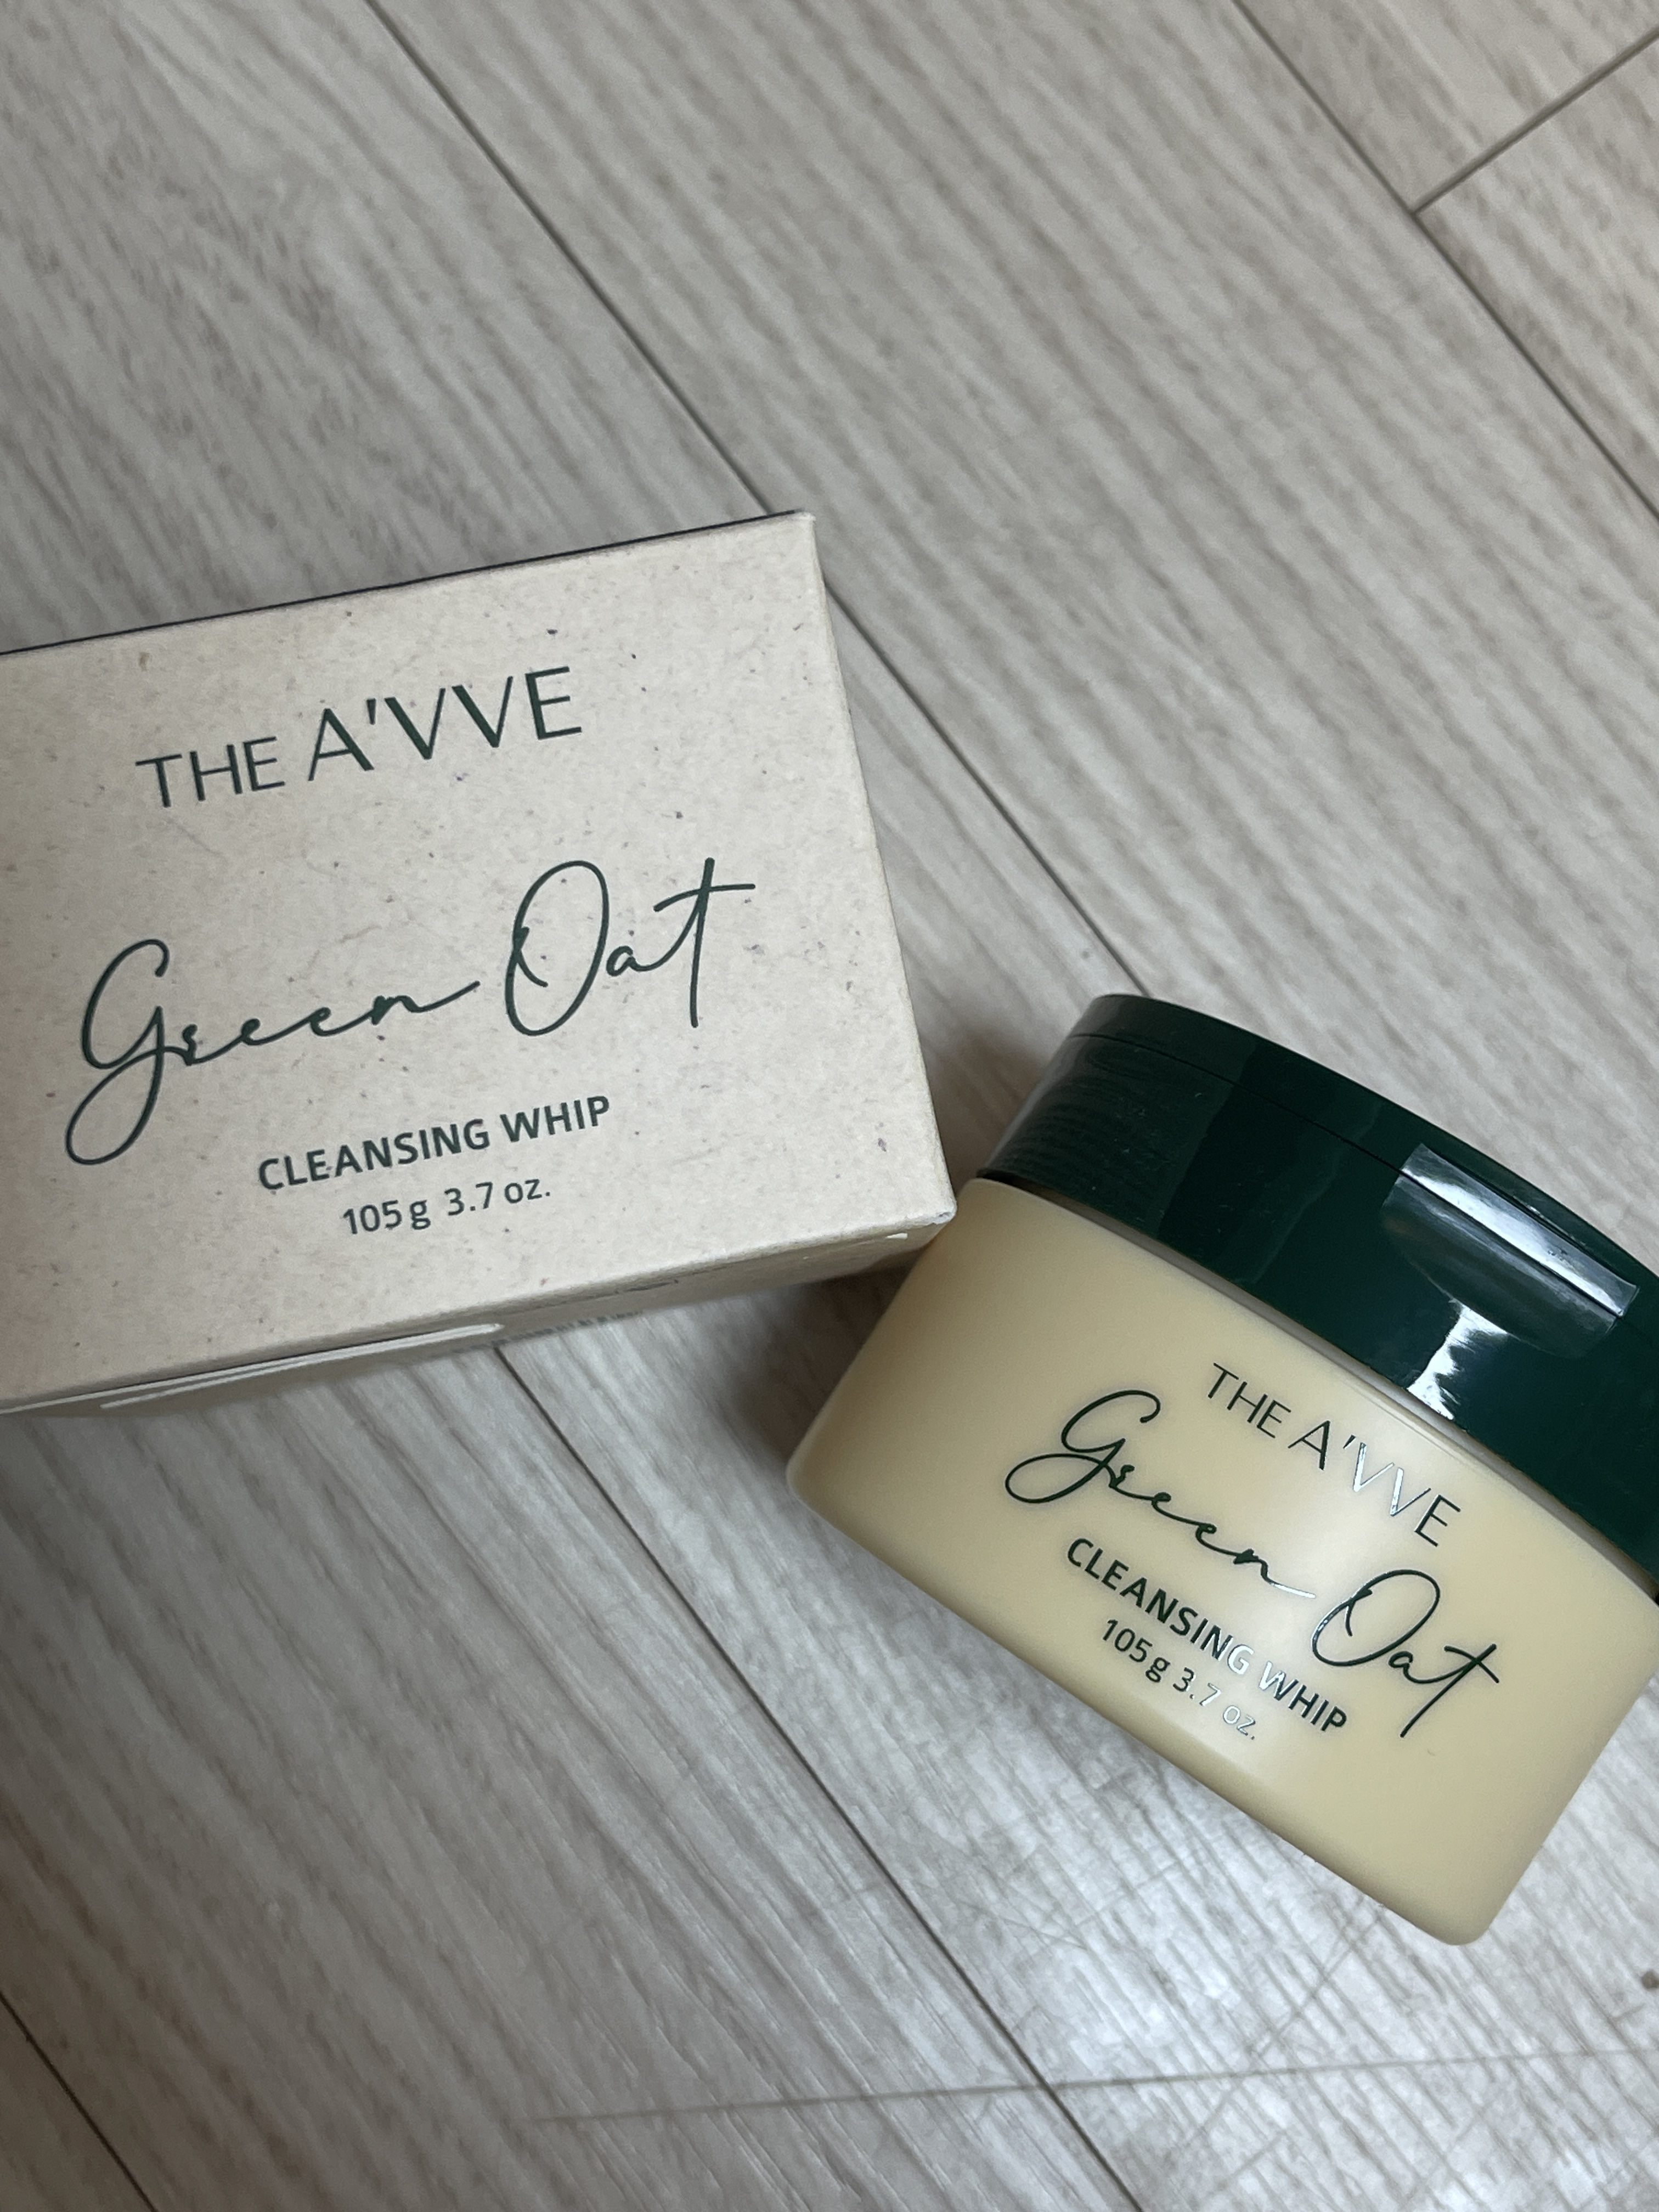 THE A'VVE
Green Oat
CLEANSING WHIP
105g 3.7 oz.
THE A'VVE
Green Oat
CLEANSING WHIP
105g 3.7 oz.